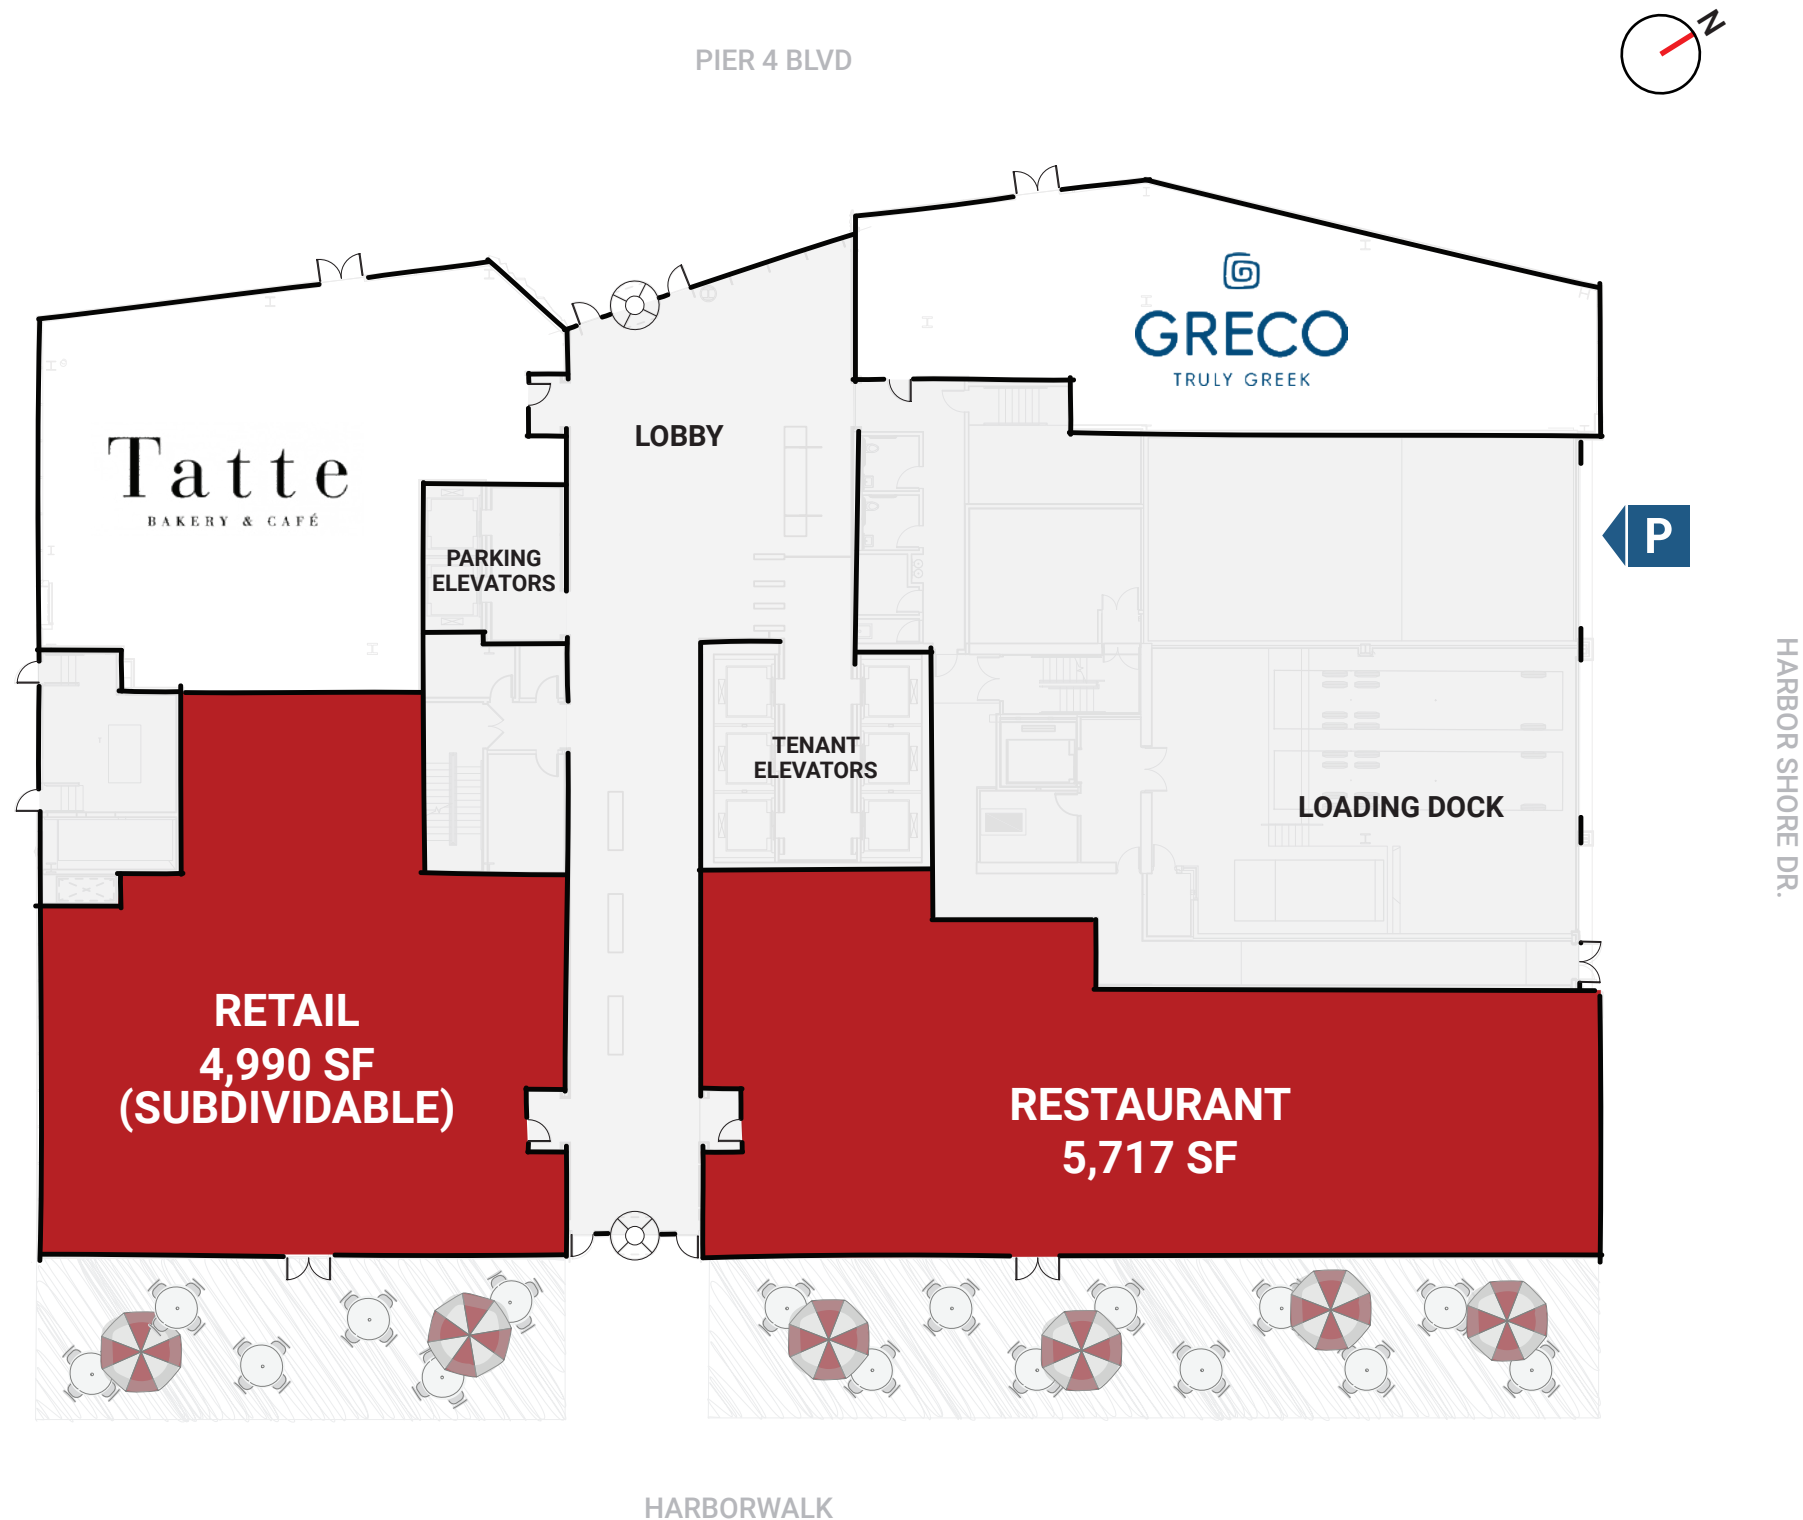 N
PIER 4 BLVD
GRECO
TRULY GREEK
LOBBY
Tatte
BAKERY & CAFÉ
P
PARKING
ELEVATORS
HARBOR SHORE DR.
TENANT
ELEVATORS
LOADING DOCK
RETAIL
4,990 SF
(SUBDIVIDABLE)
RESTAURANT
5,717 SF
HARBORWALK